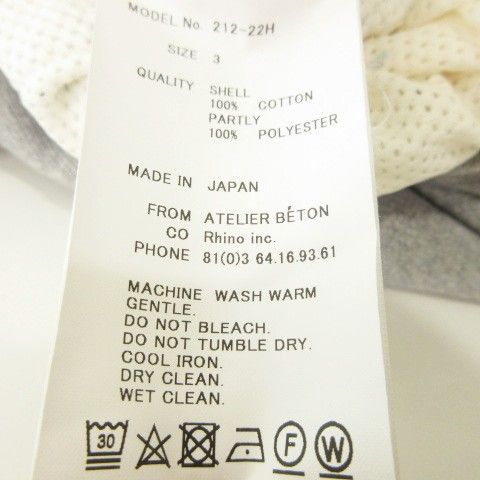 MODEL No. 212-22H
SIZE 3
QUALITY SHELL
100% COTTON
PARTLY
100% POLYESTER
MADE IN JAPAN
FROM ATELIER BÉTON
CO Rhino inc.
PHONE 81(0)3 64.16.93.61
MACHINE WASH WARM
GENTLE.
DO NOT BLEACH.
DO NOT TUMBLE DRY.
COOL IRON.
DRY CLEAN.
WET CLEAN.
30 F W